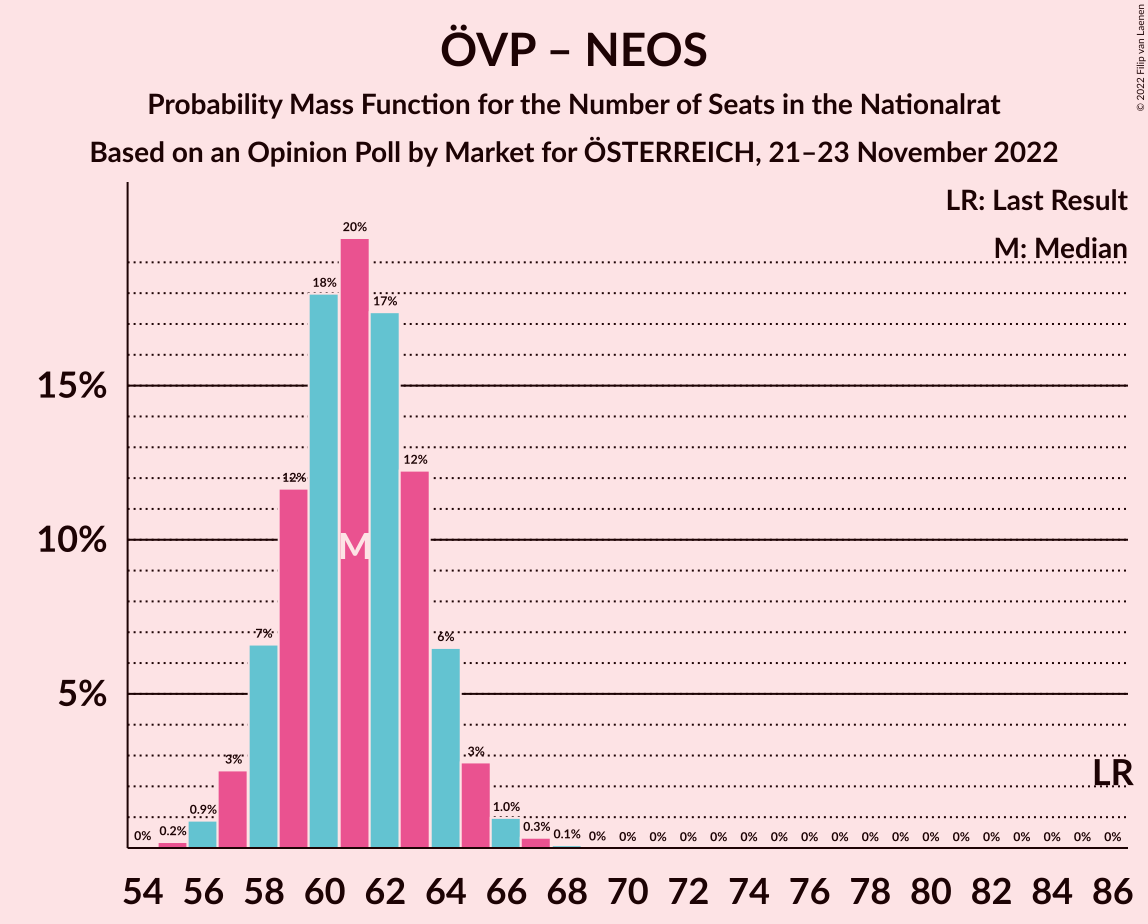 ÖVP – NEOS
Probability Mass Function for the Number of Seats in the Nationalrat
Based on an Opinion Poll by Market for ÖSTERREICH, 21–23 November 2022
© 2022 Filip van Laenen
LR: Last Result
M: Median
20%
18%
17%
15%
12%
12%
10%
M
7%
6%
5%
3%
3%
LR
0.9%
1.0%
0% 0.2% 0.3% 0.1% 0% 0% 0% 0% 0% 0% 0% 0% 0% 0% 0% 0% 0% 0% 0% 0% 0% 0%
54 56 58 60 62 64 66 68 70 72 74 76 78 80 82 84 86